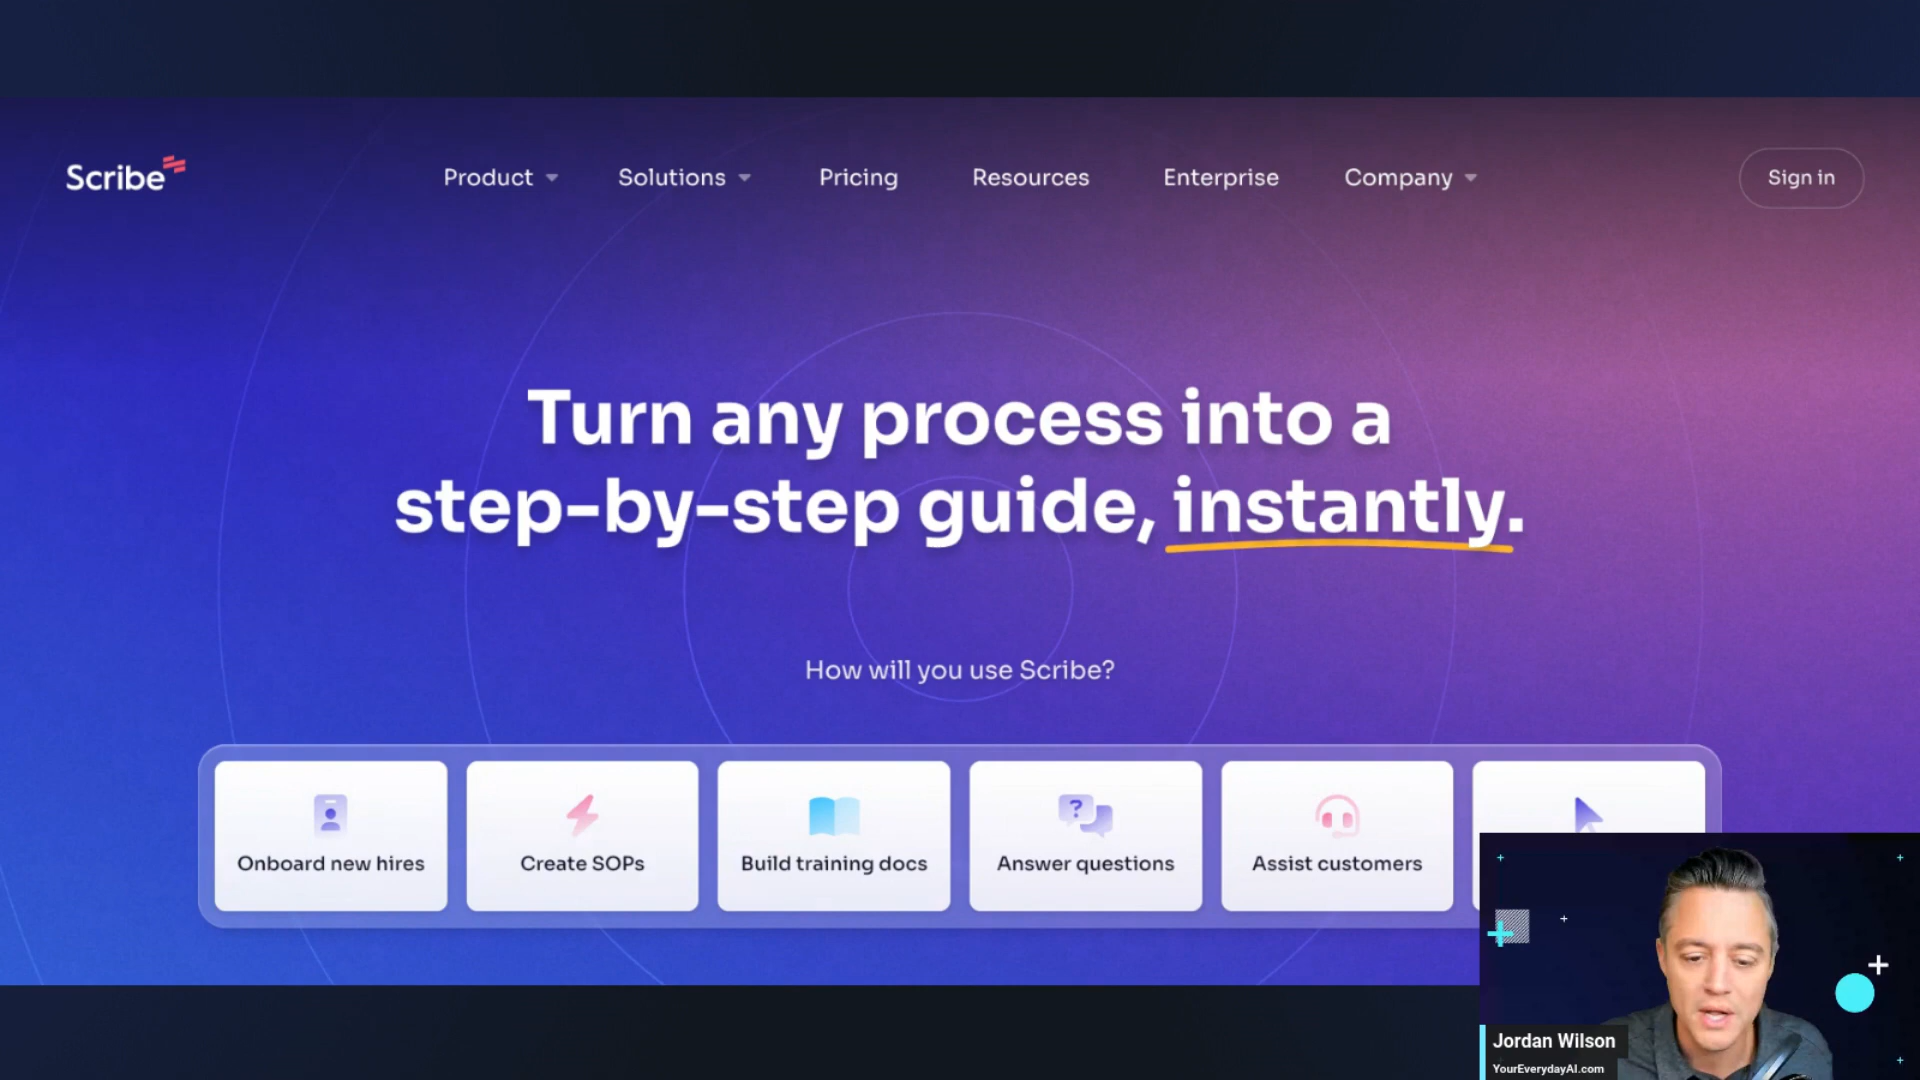 Scribe
Product
Solutions
Pricing
Resources
Enterprise
Company
Sign in
Turn any process into a
step-by-step guide, instantly.
How will you use Scribe?
Onboard new hires
Create SOPs
Build training docs
Answer questions
Assist customers
Jordan Wilson
YourEverydayAI.com